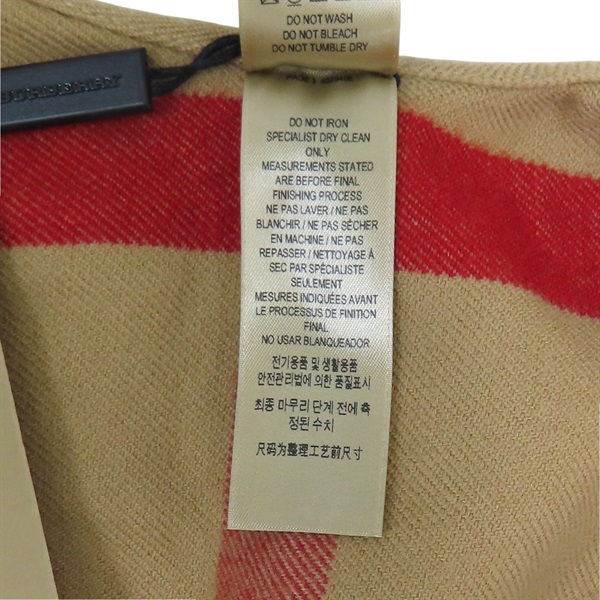 DO NOT WASH
DO NOT BLEACH
DO NOT TUMBLE DRY
BURBERRY
DO NOT IRON
SPECIALIST DRY CLEAN
ONLY
MEASUREMENTS STATED
ARE BEFORE FINAL
FINISHING PROCESS
NE PAS LAVER / NE PAS
BLANCHIR / NE PAS SÉCHER
EN MACHINE / NE PAS
REPASSER / NETTOYAGE À
SEC PAR SPÉCIALISTE
SEULEMENT
MESURES INDIQUÉES AVANT
LE PROCESSUS DE FINITION
FINAL
NO USAR BLANQUEADOR
전기용품 및 생활용품
안전관리법에 의한 품질표시
최종 마무리 단계 전에 측
정된 수치
尺码为整理工艺前尺寸